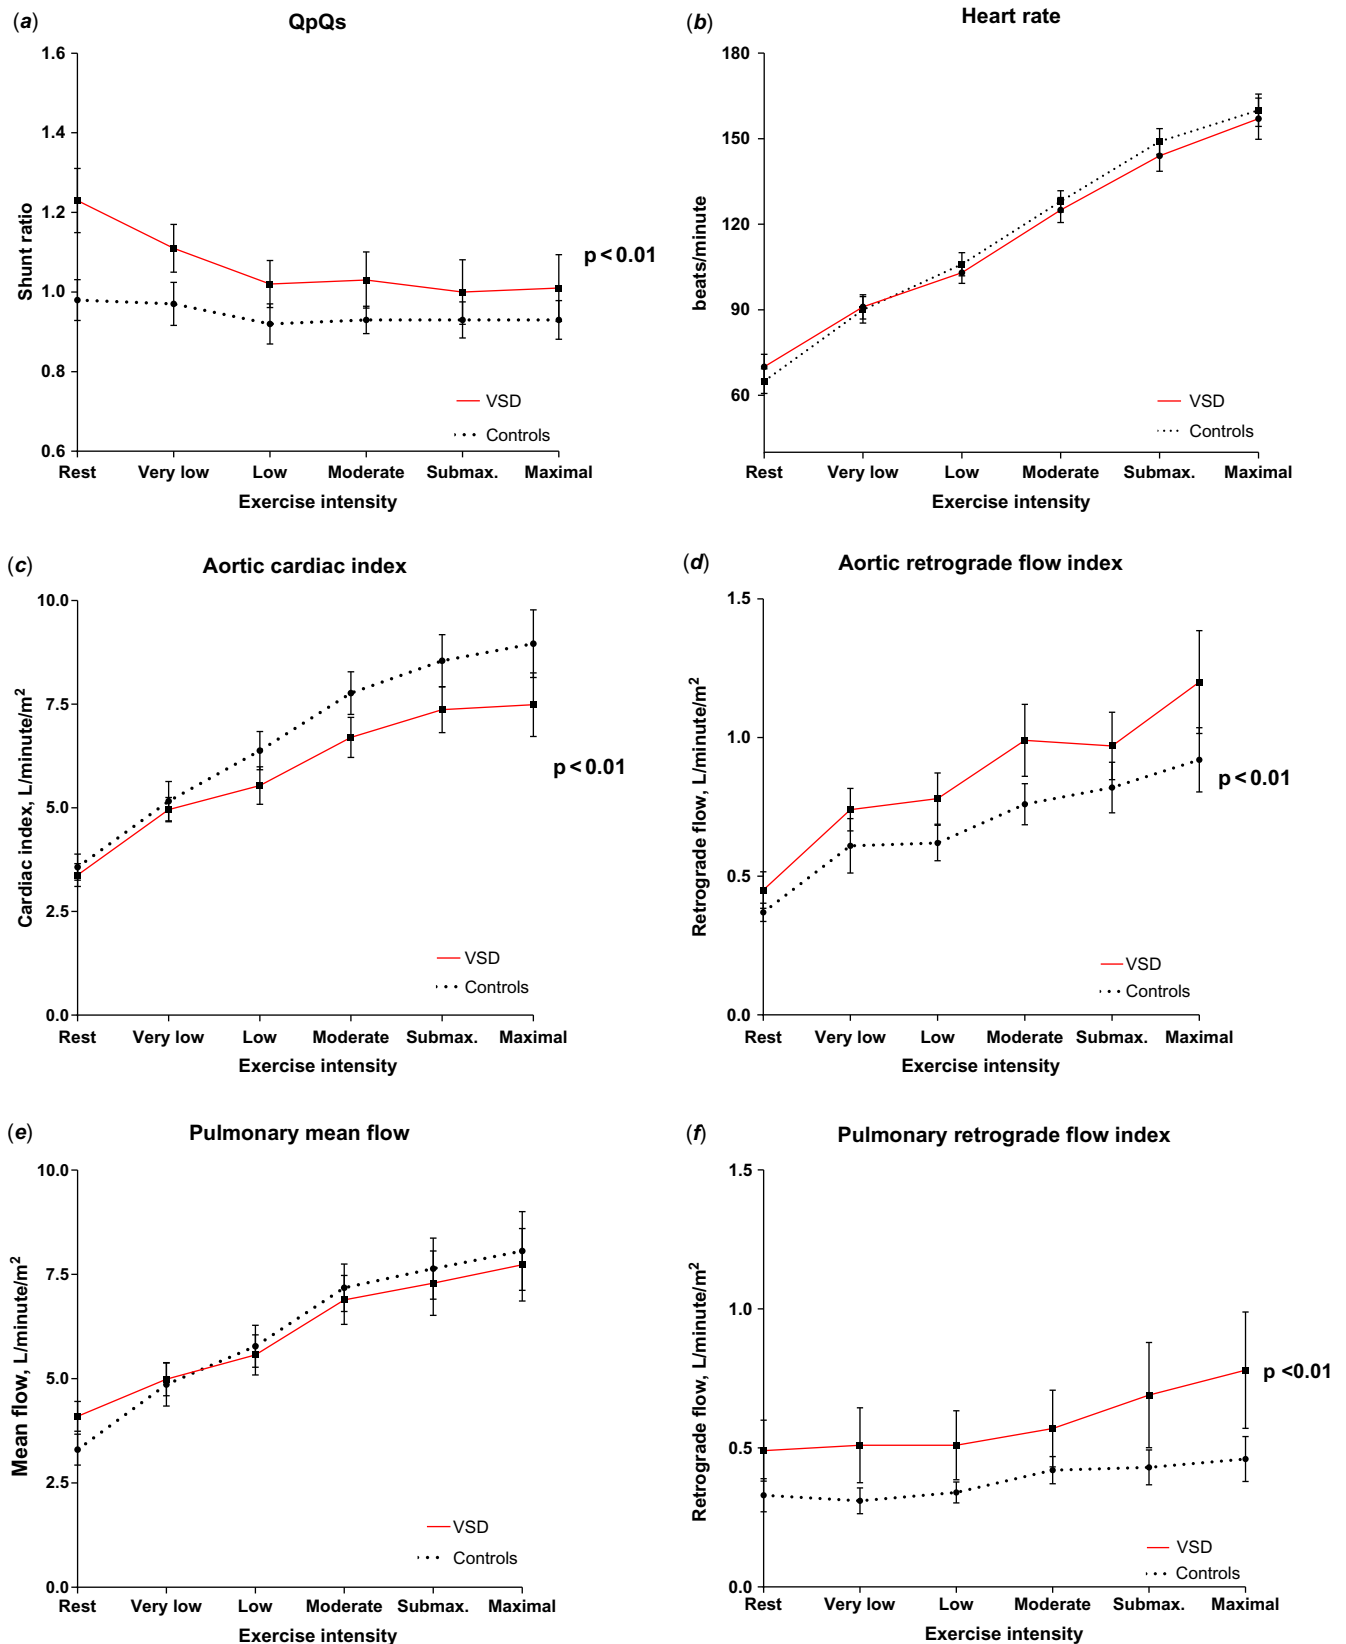 (a)
QpQs
1.6
1.4
1.2
1.0
0.8
0.6
Shunt ratio
p < 0.01
VSD
Controls
Rest Very low Low Moderate Submax. Maximal
Exercise intensity
(b)
Heart rate
180
150
120
90
60
beats/minute
VSD
Controls
Rest Very low Low Moderate Submax. Maximal
Exercise intensity
(c)
Aortic cardiac index
10.0
7.5
5.0
2.5
0.0
Cardiac index, L/minute/m²
p < 0.01
VSD
Controls
Rest Very low Low Moderate Submax. Maximal
Exercise intensity
(d)
Aortic retrograde flow index
1.5
1.0
0.5
0.0
Retrograde flow, L/minute/m²
p < 0.01
VSD
Controls
Rest Very low Low Moderate Submax. Maximal
Exercise intensity
(e)
Pulmonary mean flow
10.0
7.5
5.0
2.5
0.0
Mean flow, L/minute/m²
VSD
Controls
Rest Very low Low Moderate Submax. Maximal
Exercise intensity
(f)
Pulmonary retrograde flow index
1.5
1.0
0.5
0.0
Retrograde flow, L/minute/m²
p <0.01
VSD
Controls
Rest Very low Low Moderate Submax. Maximal
Exercise intensity